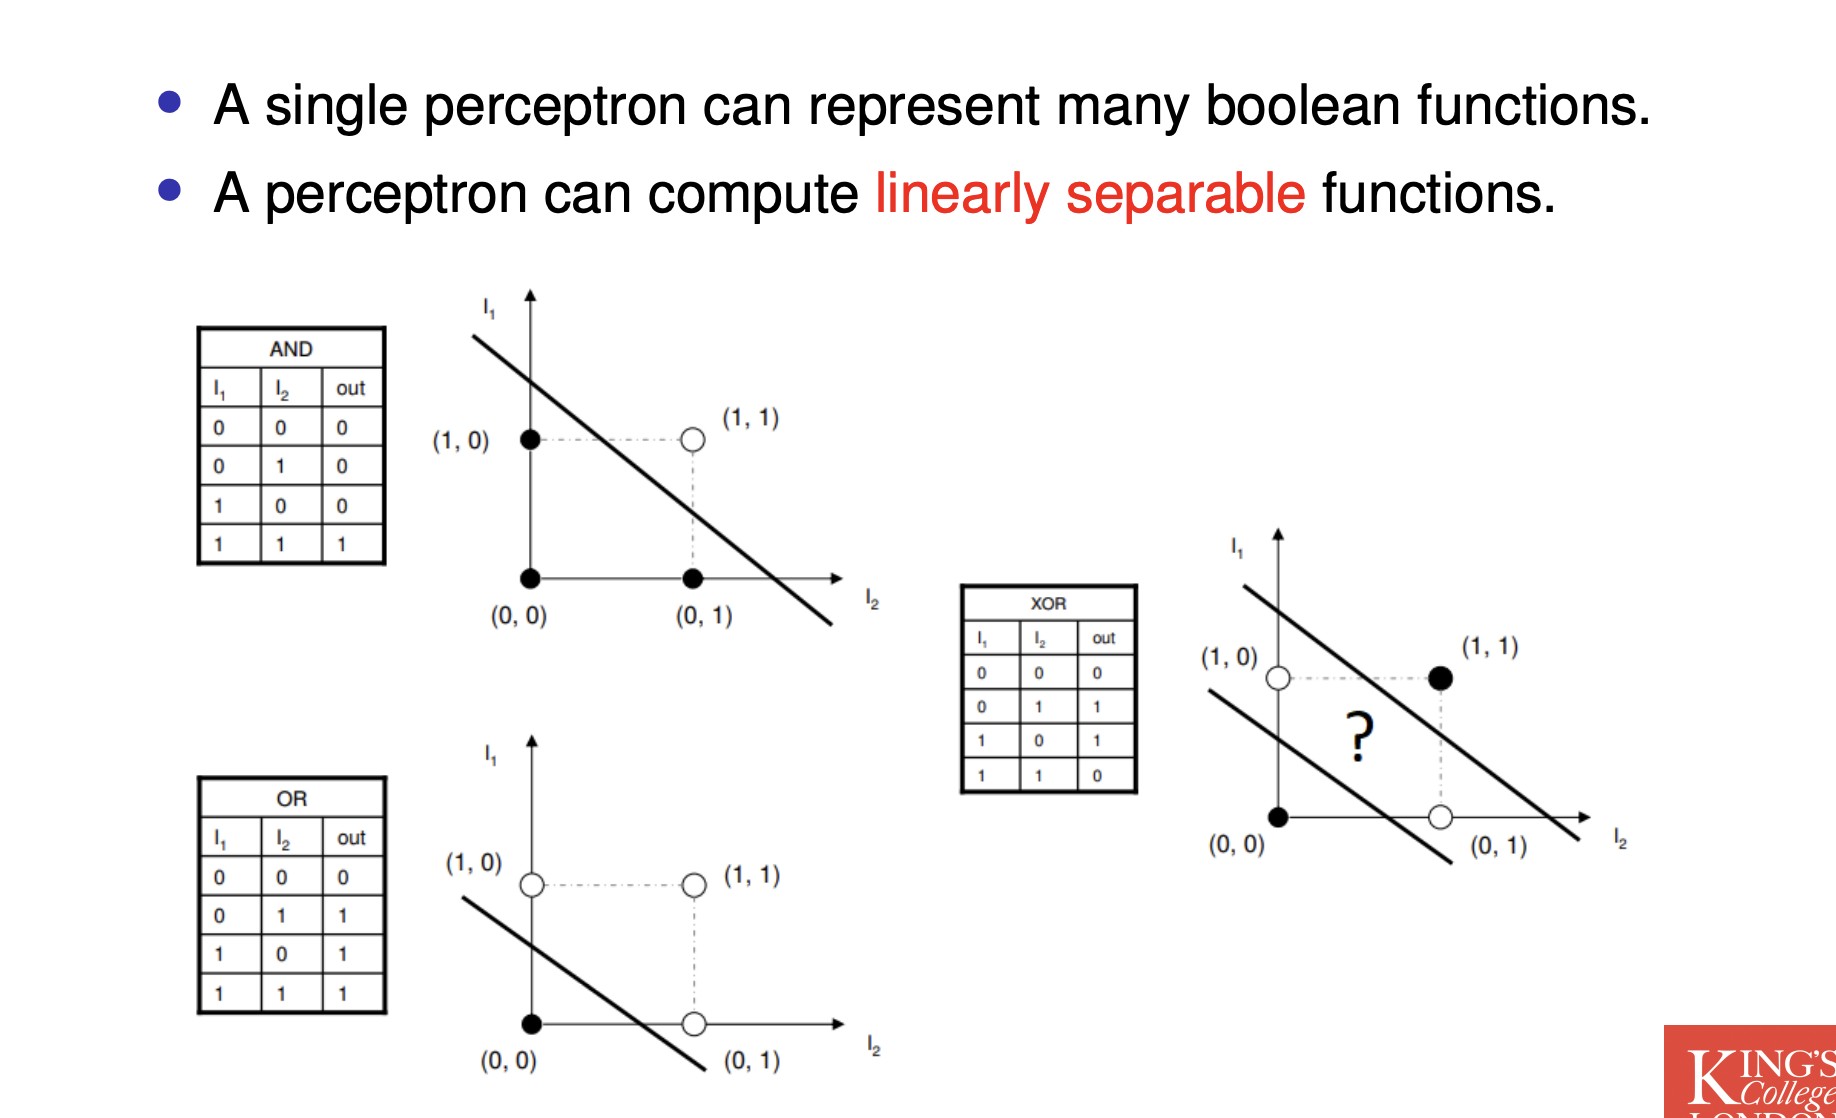 A single perceptron can represent many boolean functions.
A perceptron can compute linearly separable functions.
AND
I₁ I₂ out
0 0 0
0 1 0
1 0 0
1 1 1
I₁
(1, 0)
(1, 1)
(0, 0)
(0, 1)
I₂
OR
I₁ I₂ out
0 0 0
0 1 1
1 0 1
1 1 1
I₁
(1, 0)
(1, 1)
(0, 0)
(0, 1)
I₂
XOR
I₁ I₂ out
0 0 0
0 1 1
1 0 1
1 1 0
I₁
(1, 0)
(1, 1)
?
(0, 0)
(0, 1)
I₂
KING'S
College
LONDON